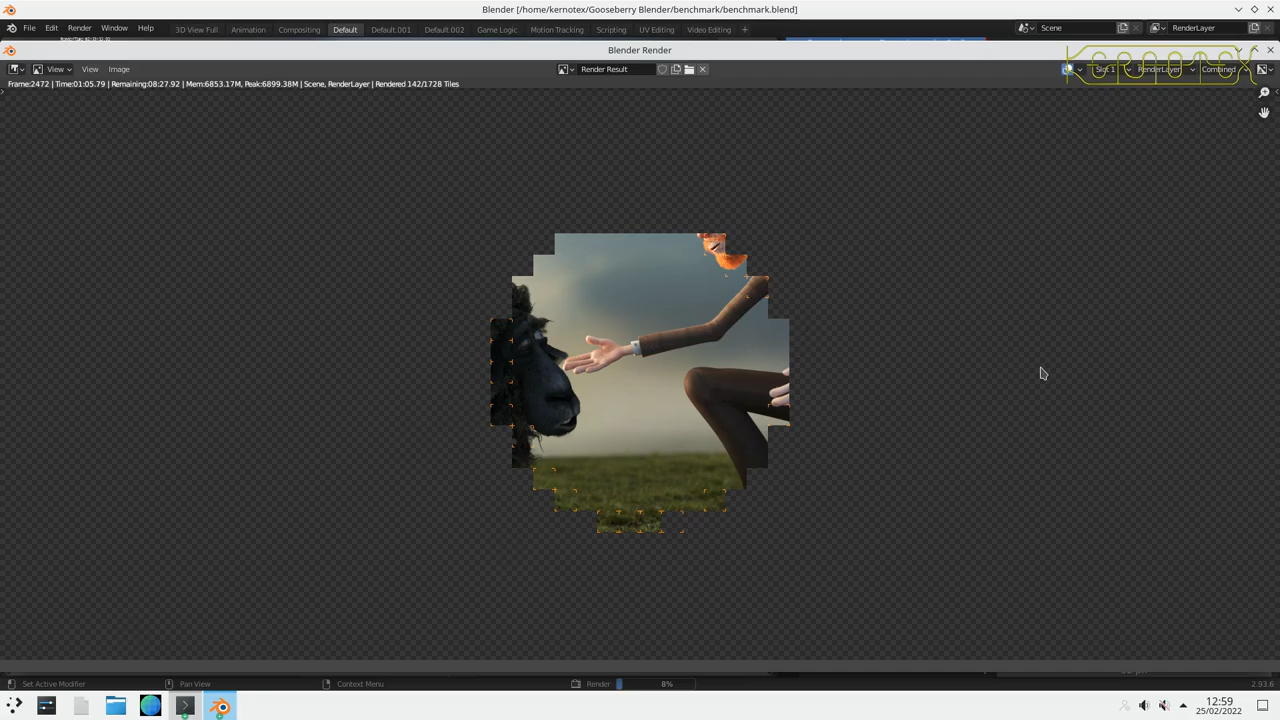 Blender [/home/kernotex/Gooseberry Blender/benchmark/benchmark.blend]
File Edit Render Window Help 3D View Full Animation Compositing Default Default.001 Default.002 Game Logic Motion Tracking Scripting UV Editing Video Editing + Scene RenderLayer
Blender Render
View View Image Render Result Slot 1 RenderLayer Combined
KERNOTEX
Frame:2472 | Time:01:05.79 | Remaining:08:27.92 | Mem:6853.17M, Peak:6899.38M | Scene, RenderLayer | Rendered 142/1728 Tiles
Set Active Modifier Pan View Context Menu Render 8% 2.93.6
12:59
25/02/2022